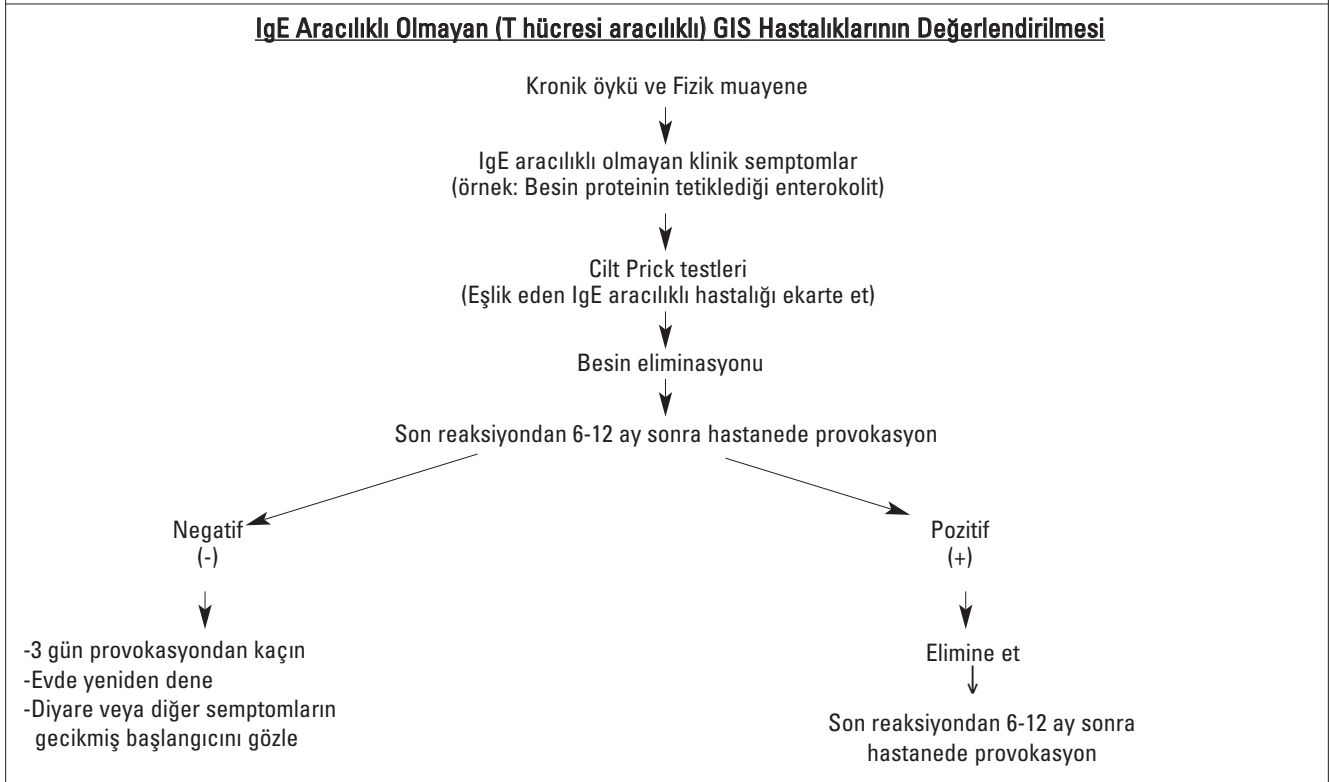 IgE Aracılıklı Olmayan (T hücresi aracılıklı) GIS Hastalıklarının Değerlendirilmesi
Kronik öykü ve Fizik muayene
IgE aracılıklı olmayan klinik semptomlar
(örnek: Besin proteinin tetiklediği enterokolit)
Cilt Prick testleri
(Eşlik eden IgE aracılıklı hastalığı ekarte et)
Besin eliminasyonu
Son reaksiyondan 6-12 ay sonra hastanede provokasyon
Negatif
(-)
-3 gün provokasyondan kaçın
-Evde yeniden dene
-Diyare veya diğer semptomların
gecikmiş başlangıcını gözle
Pozitif
(+)
Elimine et
Son reaksiyondan 6-12 ay sonra
hastanede provokasyon